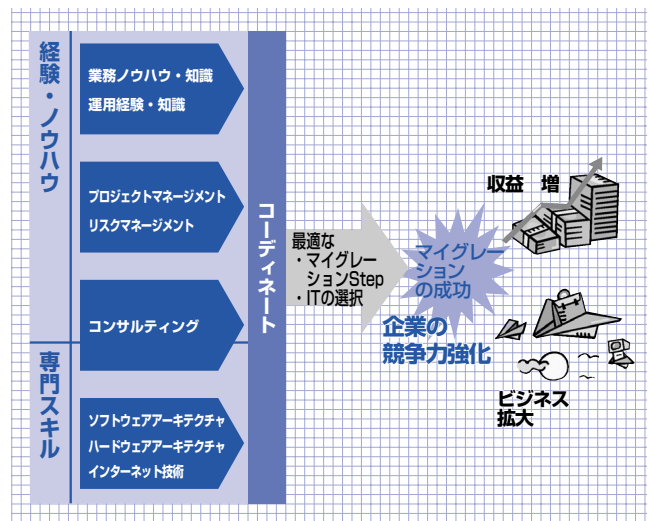 経験・ノウハウ
業務ノウハウ・知識
運用経験・知識
プロジェクトマネージメント
リスクマネージメント
コンサルティング
専門スキル
ソフトウェアアーキテクチャ
ハードウェアアーキテクチャ
インターネット技術
コーディネート
最適な
・マイグレー
ションStep
・ITの選択
マイグレー
ション
の成功
企業の
競争力強化
収益 増
ビジネス
拡大